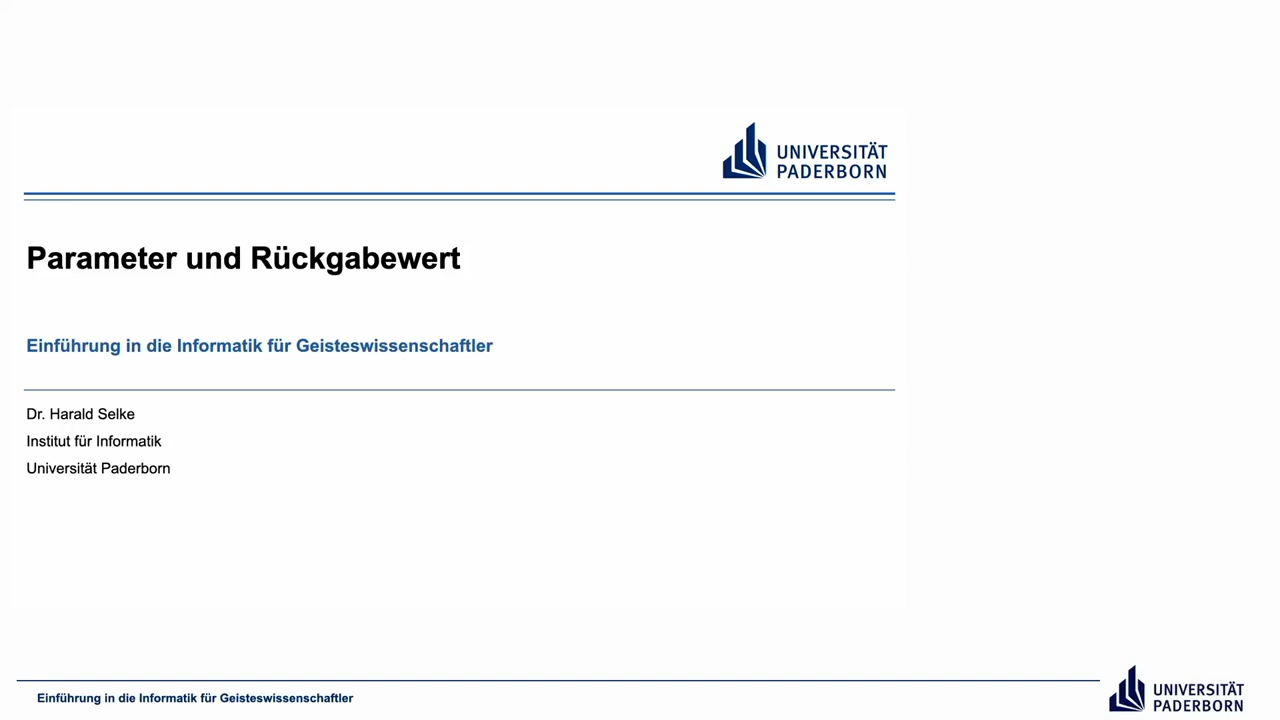 UNIVERSITÄT
PADERBORN
Parameter und Rückgabewert
Einführung in die Informatik für Geisteswissenschaftler
Dr. Harald Selke
Institut für Informatik
Universität Paderborn
Einführung in die Informatik für Geisteswissenschaftler
UNIVERSITÄT
PADERBORN